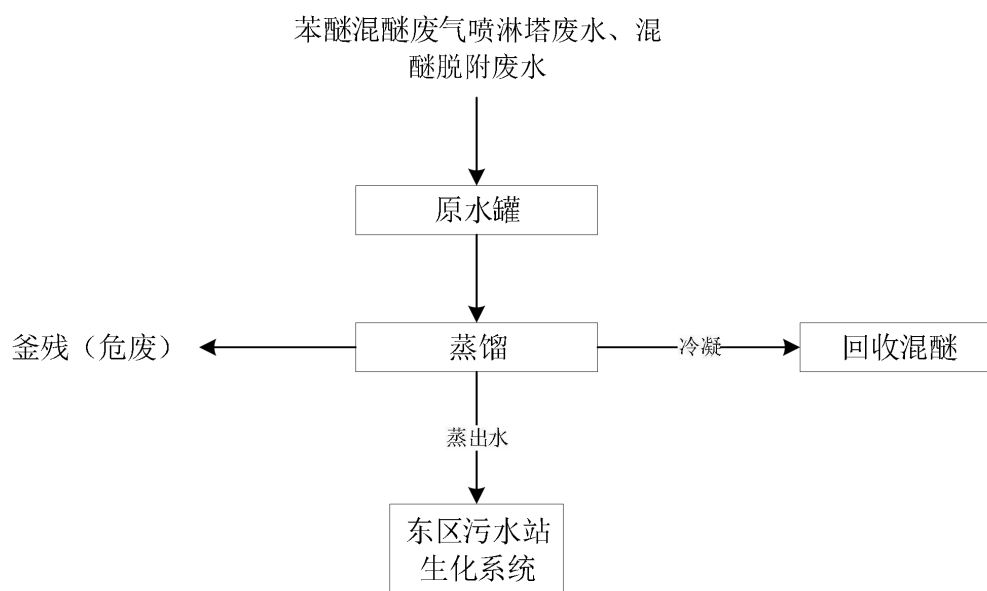 苯醚混醚废气喷淋塔废水、混
醚脱附废水
原水罐
釜残（危废）
蒸馏
冷凝
回收混醚
蒸出水
东区污水站
生化系统